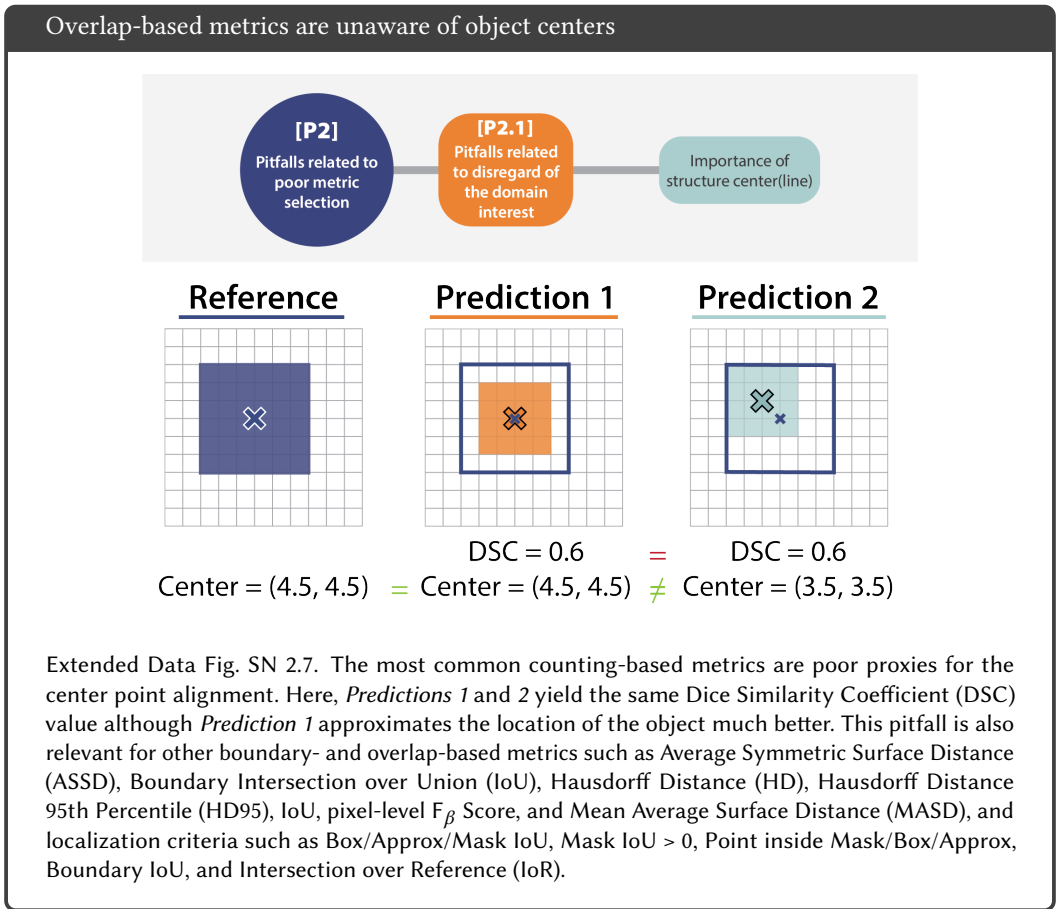 Overlap-based metrics are unaware of object centers
[P2]
Pitfalls related to
poor metric
selection
[P2.1]
Pitfalls related
to disregard of
the domain
interest
Importance of
structure center(line)
Reference
Prediction 1
Prediction 2
DSC = 0.6 = DSC = 0.6
Center = (4.5, 4.5) = Center = (4.5, 4.5) ≠ Center = (3.5, 3.5)
Extended Data Fig. SN 2.7. The most common counting-based metrics are poor proxies for the
center point alignment. Here, Predictions 1 and 2 yield the same Dice Similarity Coefficient (DSC)
value although Prediction 1 approximates the location of the object much better. This pitfall is also
relevant for other boundary- and overlap-based metrics such as Average Symmetric Surface Distance
(ASSD), Boundary Intersection over Union (IoU), Hausdorff Distance (HD), Hausdorff Distance
95th Percentile (HD95), IoU, pixel-level Fβ Score, and Mean Average Surface Distance (MASD), and
localization criteria such as Box/Approx/Mask IoU, Mask IoU > 0, Point inside Mask/Box/Approx,
Boundary IoU, and Intersection over Reference (IoR).